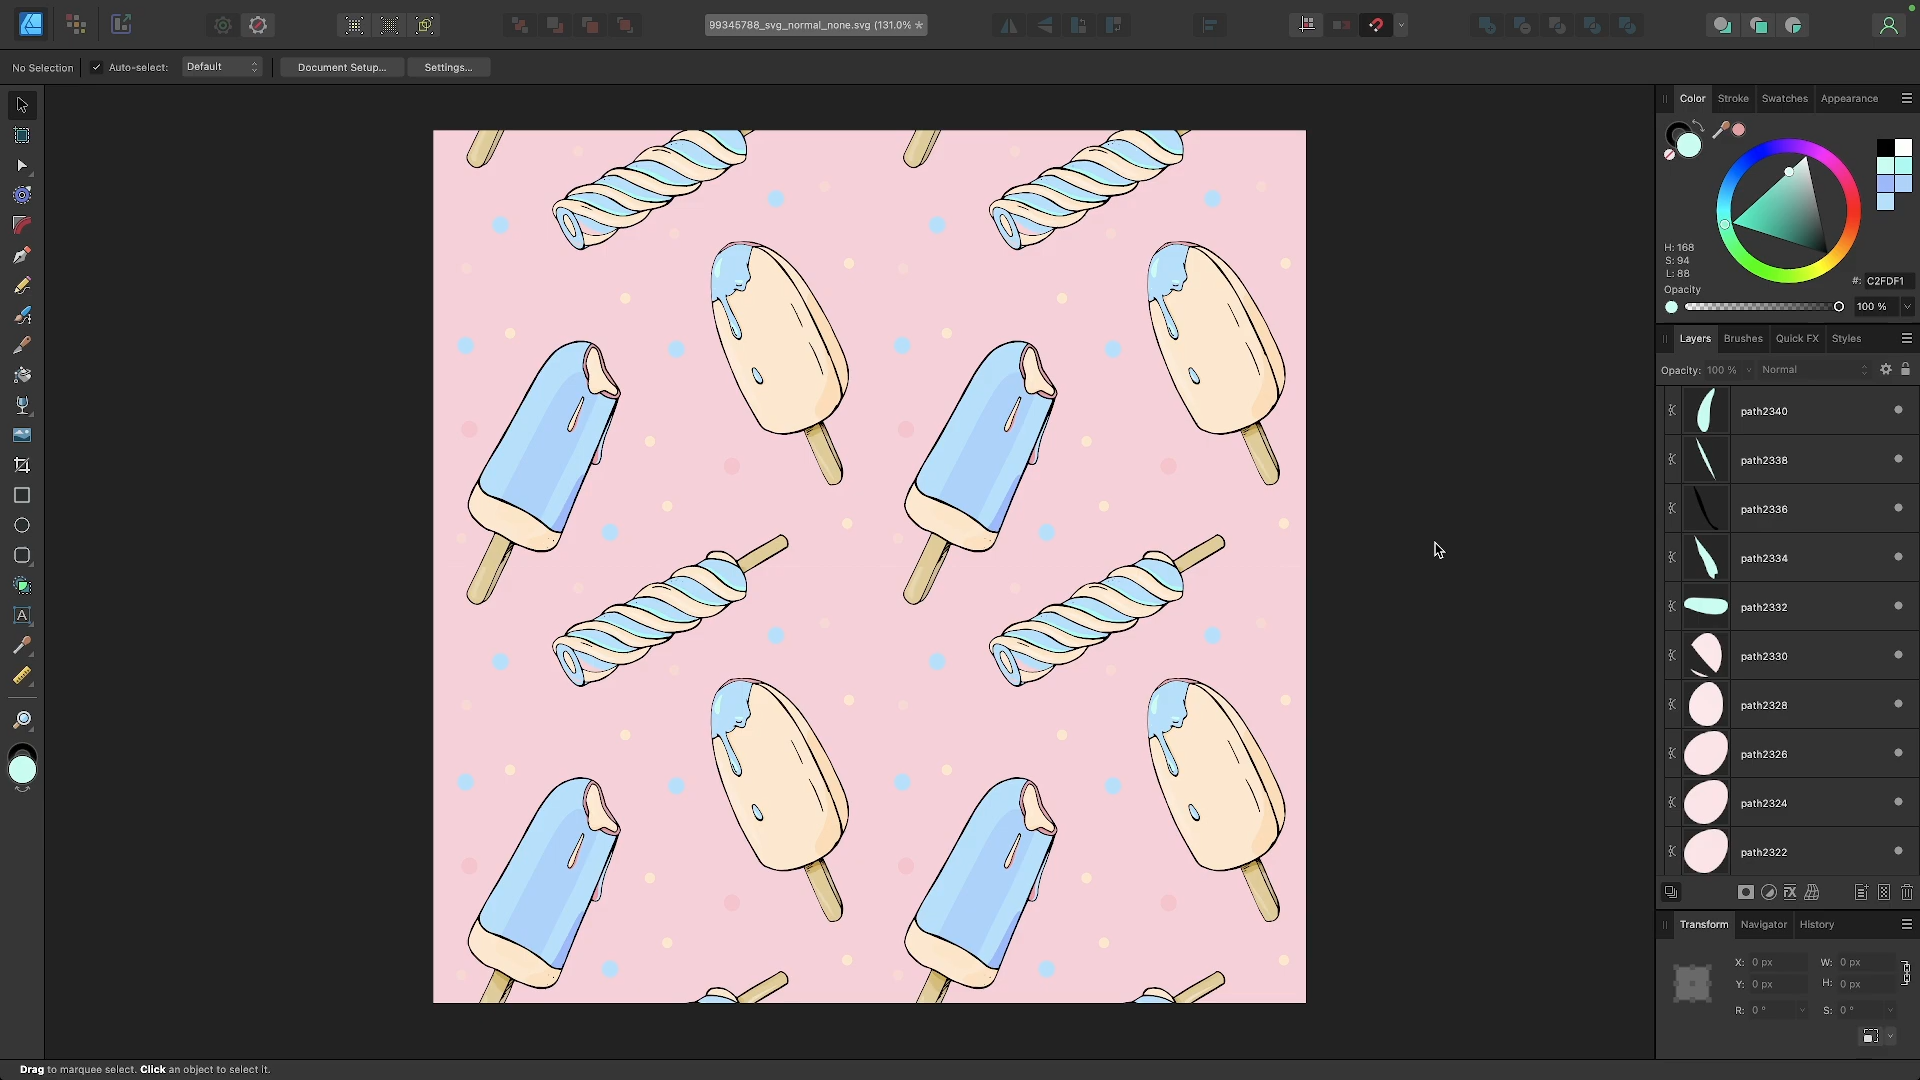 99345788_svg_normal_none.svg (131.0% *
No Selection
Auto-select:
Default
Document Setup...
Settings...
Color
Stroke
Swatches
Appearance
H: 168
S: 94
L: 88
#: C2FDF1
Opacity
100 %
Layers
Brushes
Quick FX
Styles
Opacity: 100 %
Normal
path2340
path2338
path2336
path2334
path2332
path2330
path2328
path2326
path2324
path2322
Transform
Navigator
History
X: 0 px
W: 0 px
Y: 0 px
H: 0 px
R: 0 °
S: 0 °
Drag to marquee select. Click an object to select it.